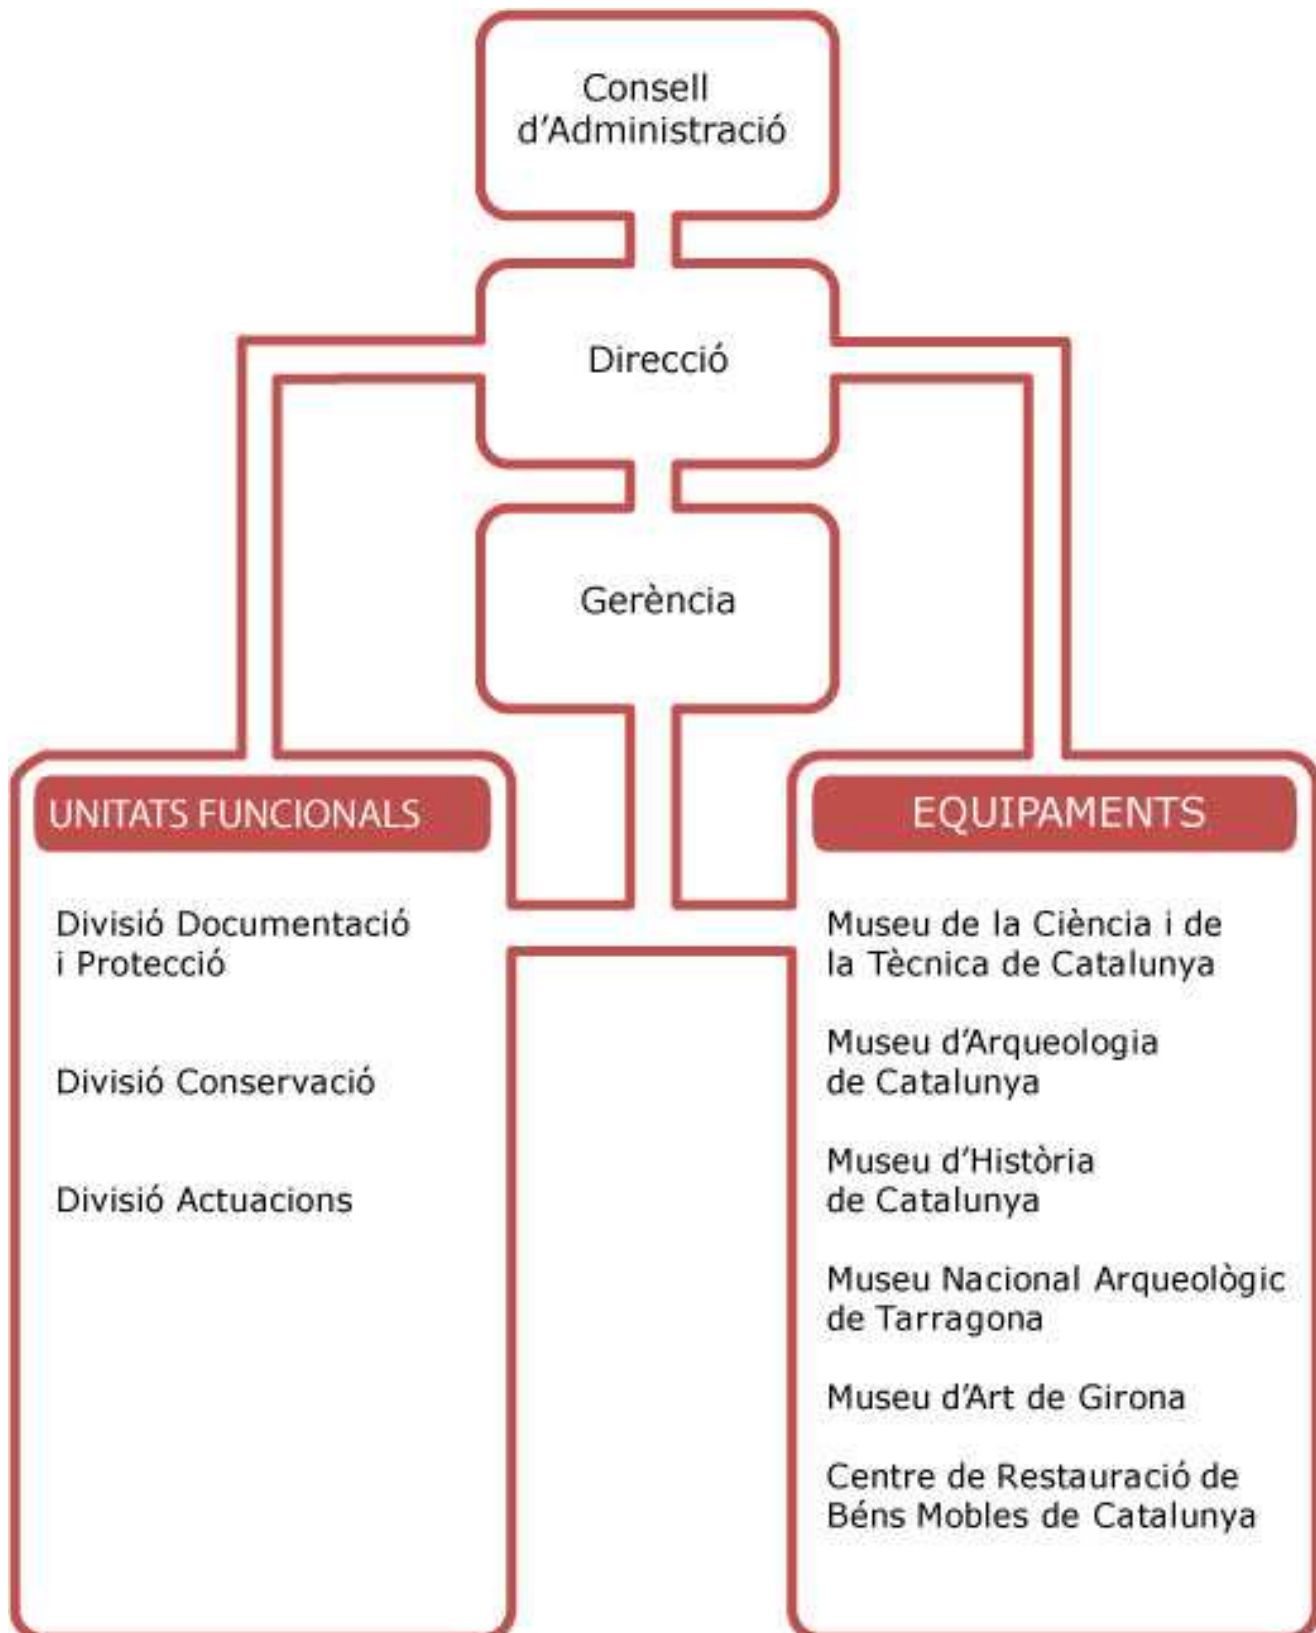 Consell
d'Administració
Direcció
Gerència
UNITATS FUNCIONALS
Divisió Documentació
i Protecció
Divisió Conservació
Divisió Actuacions
EQUIPAMENTS
Museu de la Ciència i de
la Tècnica de Catalunya
Museu d'Arqueologia
de Catalunya
Museu d'Història
de Catalunya
Museu Nacional Arqueològic
de Tarragona
Museu d'Art de Girona
Centre de Restauració de
Béns Mobles de Catalunya